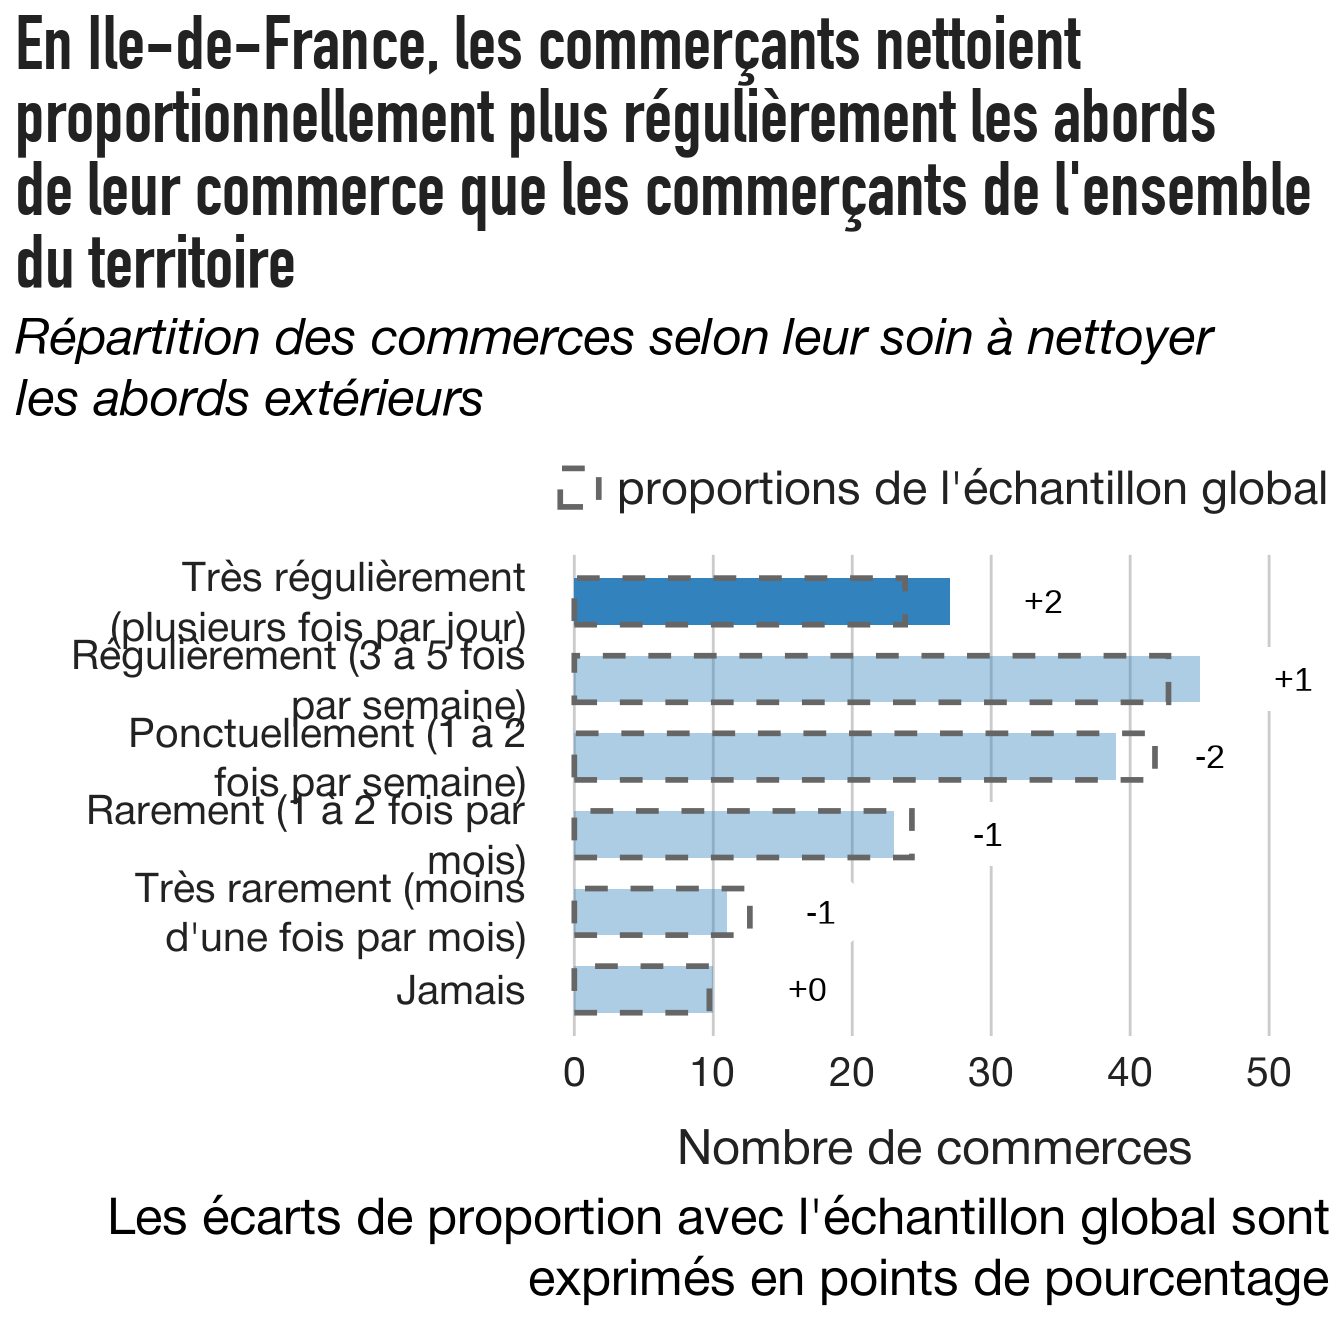 En Ile-de-France, les commerçants nettoient
proportionnellement plus régulièrement les abords
de leur commerce que les commerçants de l'ensemble
du territoire
Répartition des commerces selon leur soin à nettoyer
les abords extérieurs
proportions de l'échantillon global
Très régulièrement
(plusieurs fois par jour)
+2
Régulièrement (3 à 5 fois
par semaine)
+1
Ponctuellement (1 à 2
fois par semaine)
-2
Rarement (1 à 2 fois par
mois)
-1
Très rarement (moins
d'une fois par mois)
-1
Jamais
+0
0 10 20 30 40 50
Nombre de commerces
Les écarts de proportion avec l'échantillon global sont
exprimés en points de pourcentage